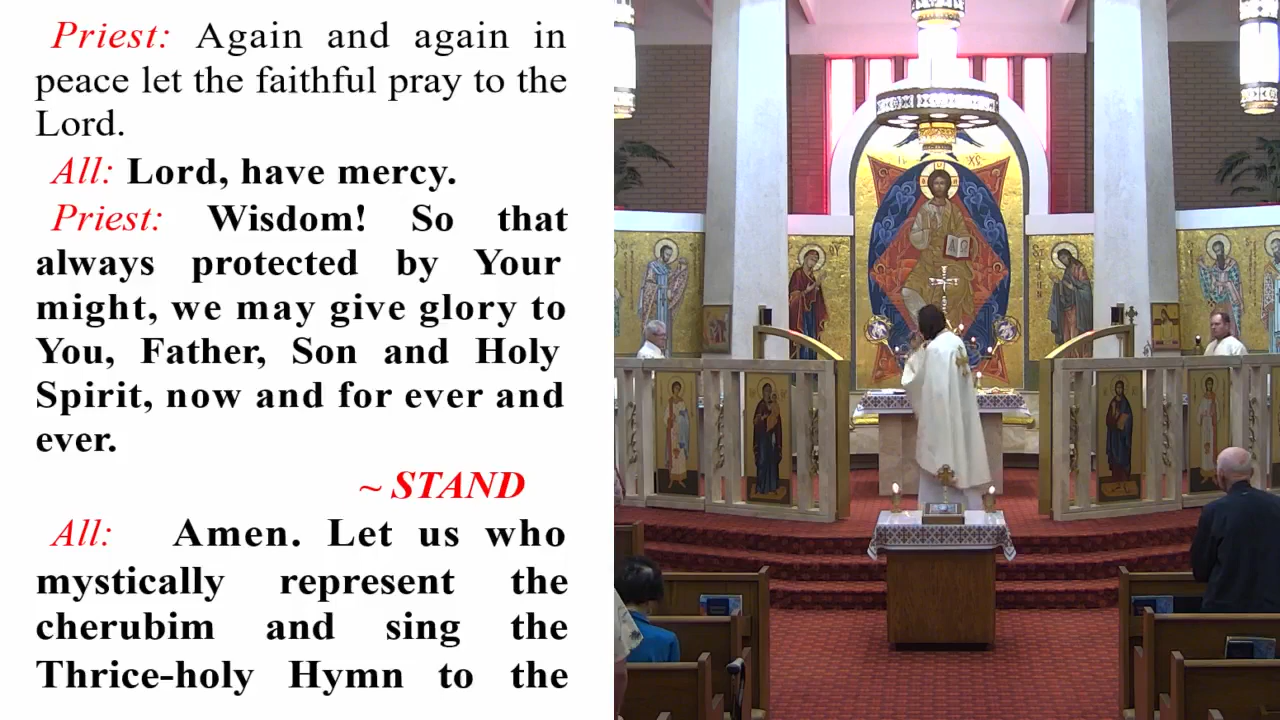 Priest: Again and again in
peace let the faithful pray to the
Lord.
All: Lord, have mercy.
Priest: Wisdom! So that
always protected by Your
might, we may give glory to
You, Father, Son and Holy
Spirit, now and for ever and
ever.
~ STAND
All: Amen. Let us who
mystically represent the
cherubim and sing the
Thrice-holy Hymn to the
IC XC
Α Ω